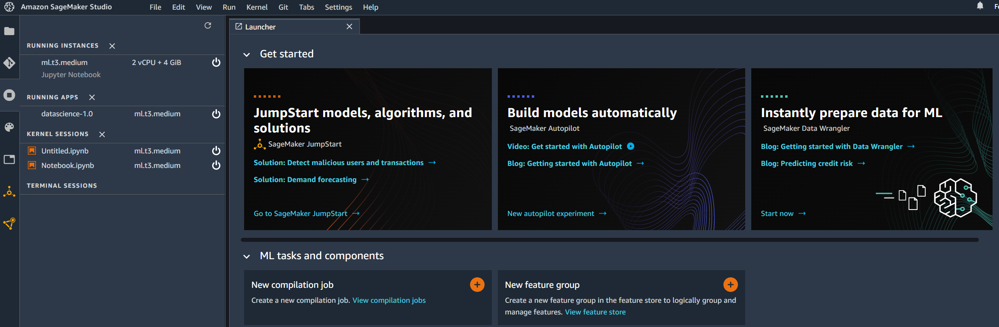 Amazon SageMaker Studio
File Edit View Run Kernel Git Tabs Settings Help
RUNNING INSTANCES
ml.t3.medium 2 vCPU + 4 GiB
Jupyter Notebook
RUNNING APPS
datascience-1.0 ml.t3.medium
KERNEL SESSIONS
Untitled.ipynb ml.t3.medium
Notebook.ipynb ml.t3.medium
TERMINAL SESSIONS
Launcher
Get started
JumpStart models, algorithms, and
solutions
SageMaker JumpStart
Solution: Detect malicious users and transactions
Solution: Demand forecasting
Go to SageMaker JumpStart
Build models automatically
SageMaker Autopilot
Video: Get started with Autopilot
Blog: Getting started with Autopilot
New autopilot experiment
Instantly prepare data for ML
SageMaker Data Wrangler
Blog: Getting started with Data Wrangler
Blog: Predicting credit risk
Start now
ML tasks and components
New compilation job
Create a new compilation job. View compilation jobs
New feature group
Create a new feature group in the feature store to logically group and
manage features. View feature store